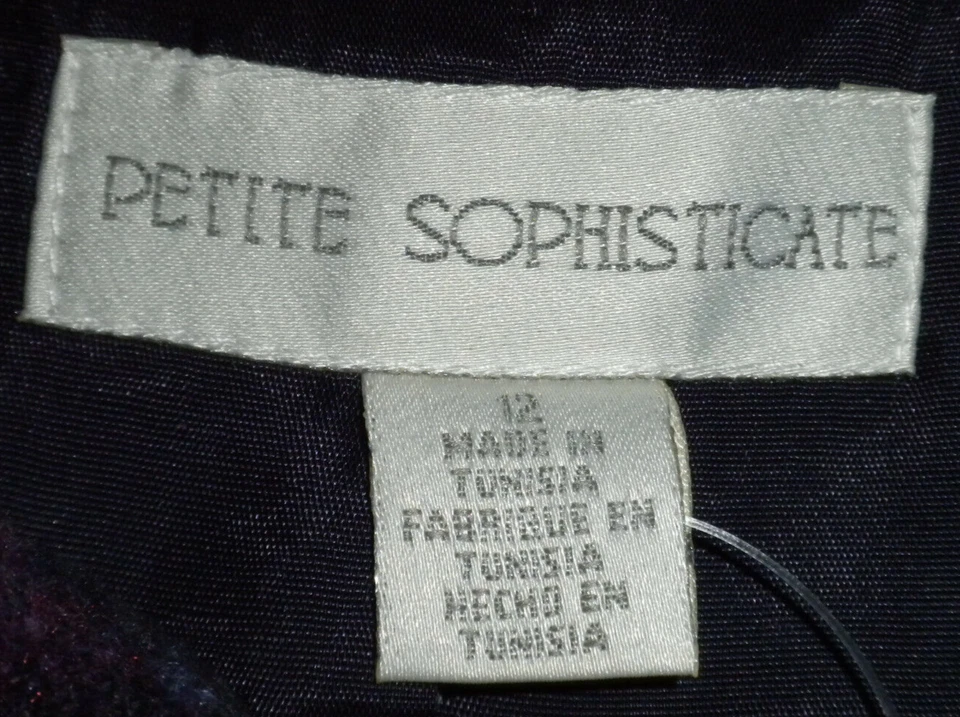 PETITE SOPHISTICATE
12
MADE IN
TUNISIA
FABRIQUE EN
TUNISIA
HECHO EN
TUNISIA